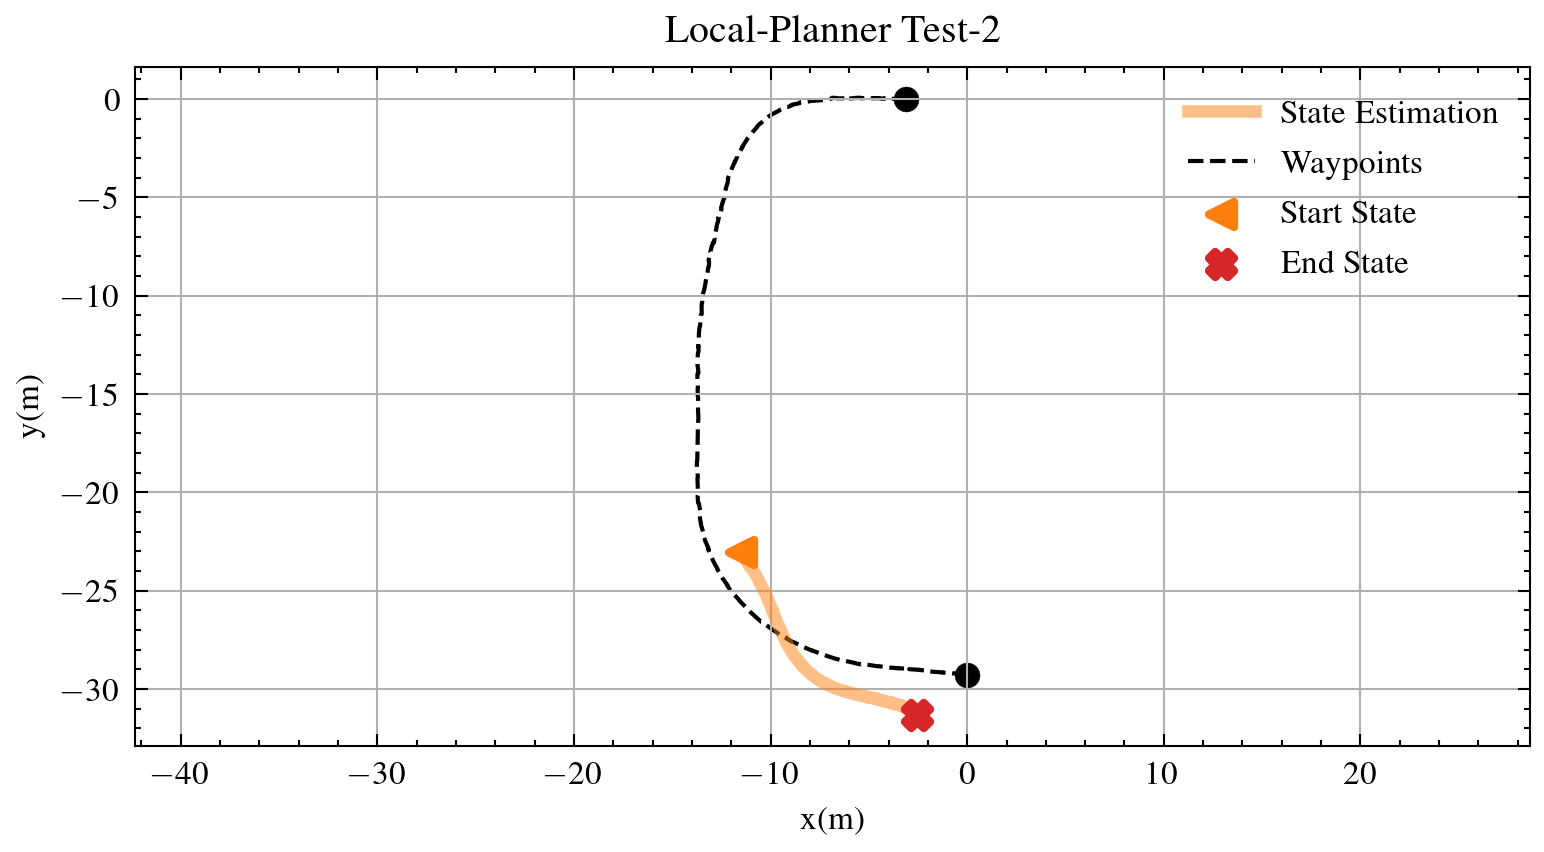 Local-Planner Test-2
State Estimation
Waypoints
Start State
End State
0
−5
−10
−15
−20
−25
−30
y(m)
−40 −30 −20 −10 0 10 20
x(m)